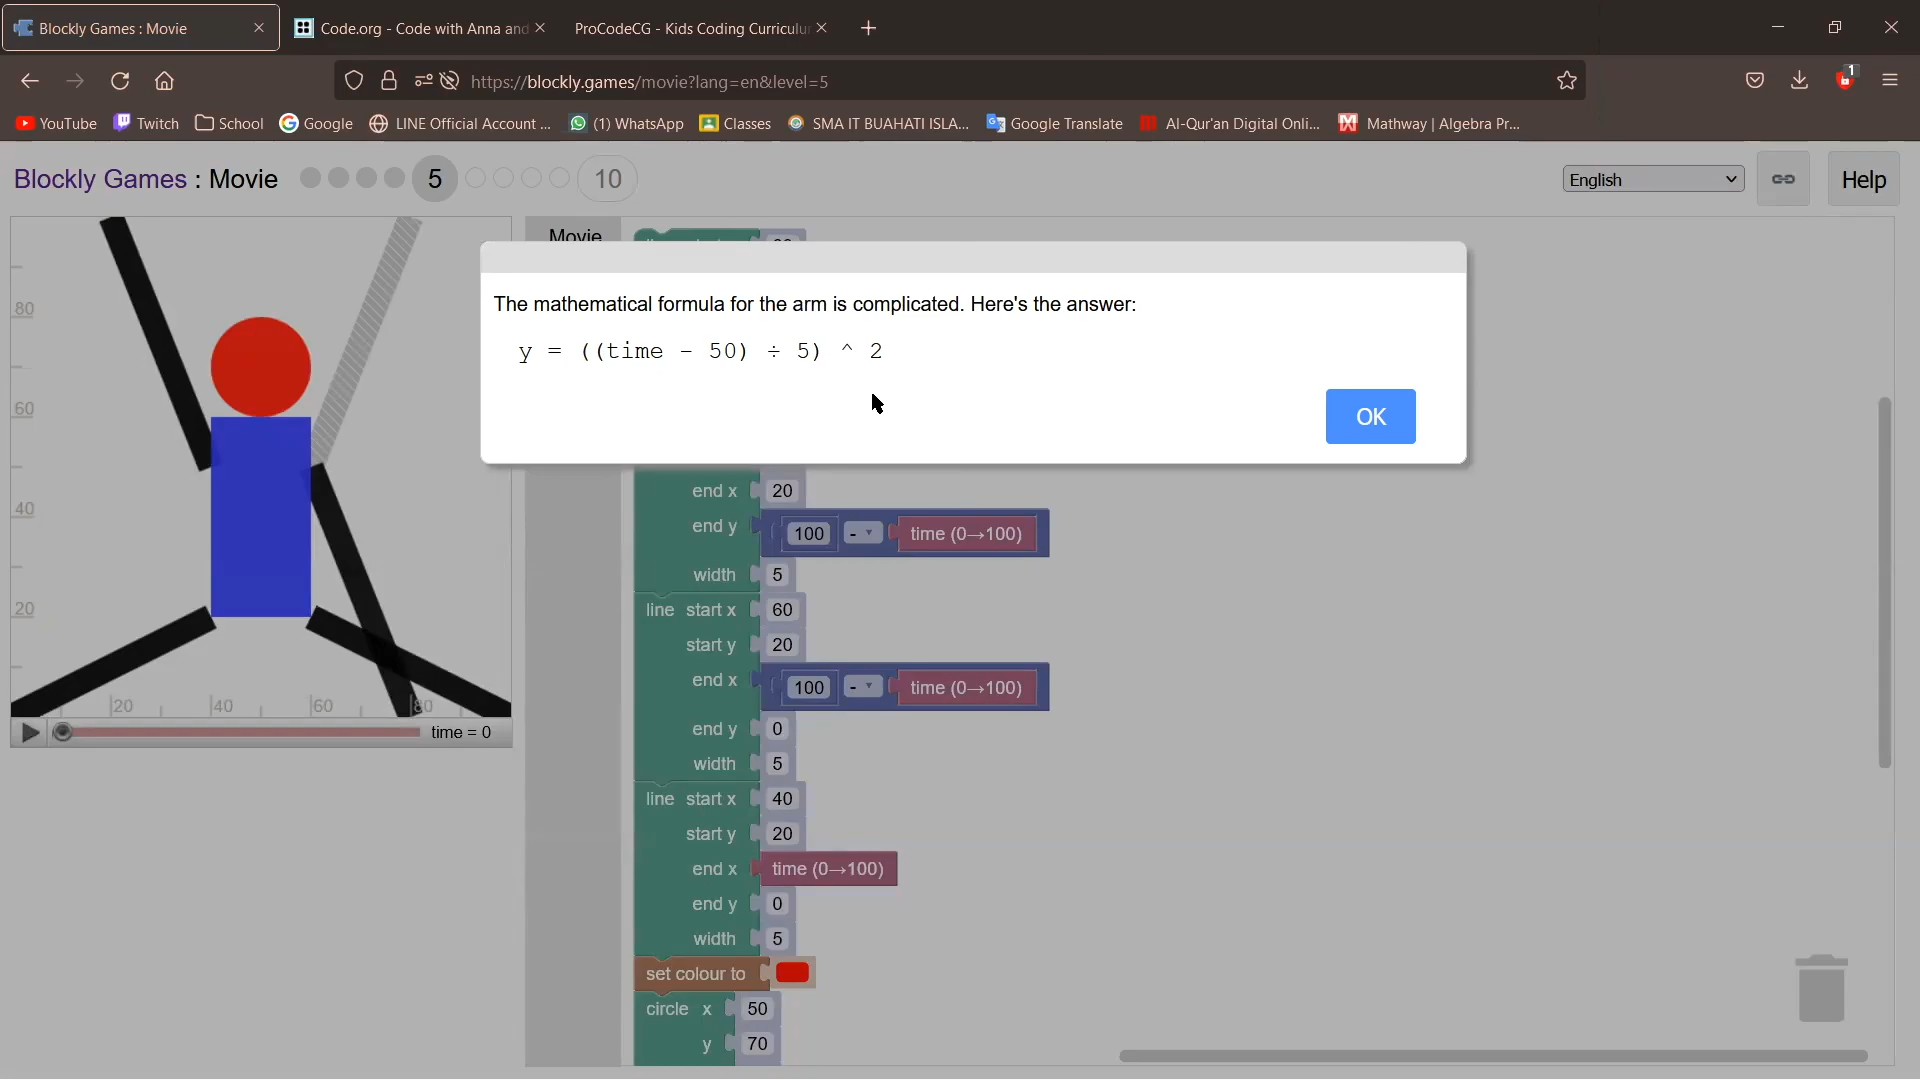 Blockly Games : Movie
Code.org - Code with Anna and
ProCodeCG - Kids Coding Curriculu
https://blockly.games/movie?lang=en&level=5
1
YouTube
Twitch
School
Google
LINE Official Account ...
(1) WhatsApp
Classes
SMA IT BUAHATI ISLA...
Google Translate
Al-Qur'an Digital Onli...
Mathway | Algebra Pr...
Blockly Games : Movie
5
10
English
Help
Movie
The mathematical formula for the arm is complicated. Here's the answer:
y = ((time - 50) ÷ 5) ^ 2
OK
80
60
40
20
20
40
60
80
time = 0
end x 20
end y 100 - time (0→100)
width 5
line start x 60
start y 20
end x 100 - time (0→100)
end y 0
width 5
line start x 40
start y 20
end x time (0→100)
end y 0
width 5
set colour to
circle x 50
y 70